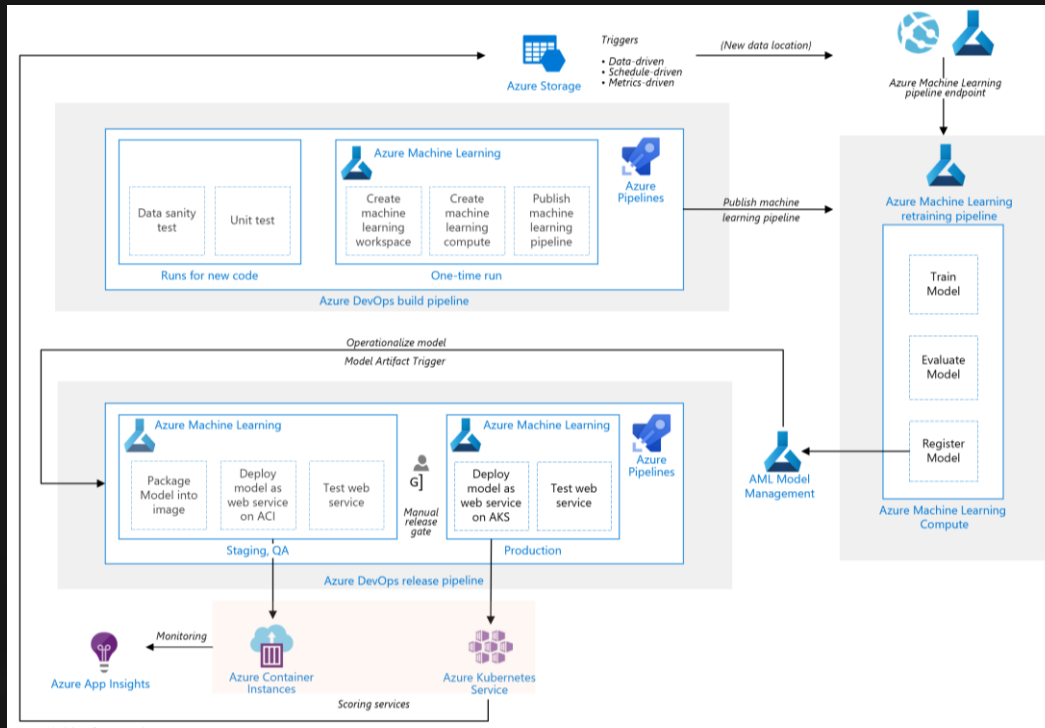 Triggers
• Data-driven
• Schedule-driven
• Metrics-driven
Azure Storage
(New data location)
Azure Machine Learning
pipeline endpoint
Azure Machine Learning
Data sanity
test
Unit test
Create
machine
learning
workspace
Create
machine
learning
compute
Publish
machine
learning
pipeline
Azure
Pipelines
Runs for new code
One-time run
Azure DevOps build pipeline
Publish machine
learning pipeline
Azure Machine Learning
retraining pipeline
Train
Model
Evaluate
Model
Register
Model
Azure Machine Learning
Compute
AML Model
Management
Operationalize model
Model Artifact Trigger
Azure Machine Learning
Package
Model into
image
Deploy
model as
web service
on ACI
Test web
service
Staging, QA
G]
Manual
release
gate
Azure Machine Learning
Deploy
model as
web service
on AKS
Test web
service
Production
Azure
Pipelines
Azure DevOps release pipeline
Monitoring
Azure App Insights
Azure Container
Instances
Azure Kubernetes
Service
Scoring services